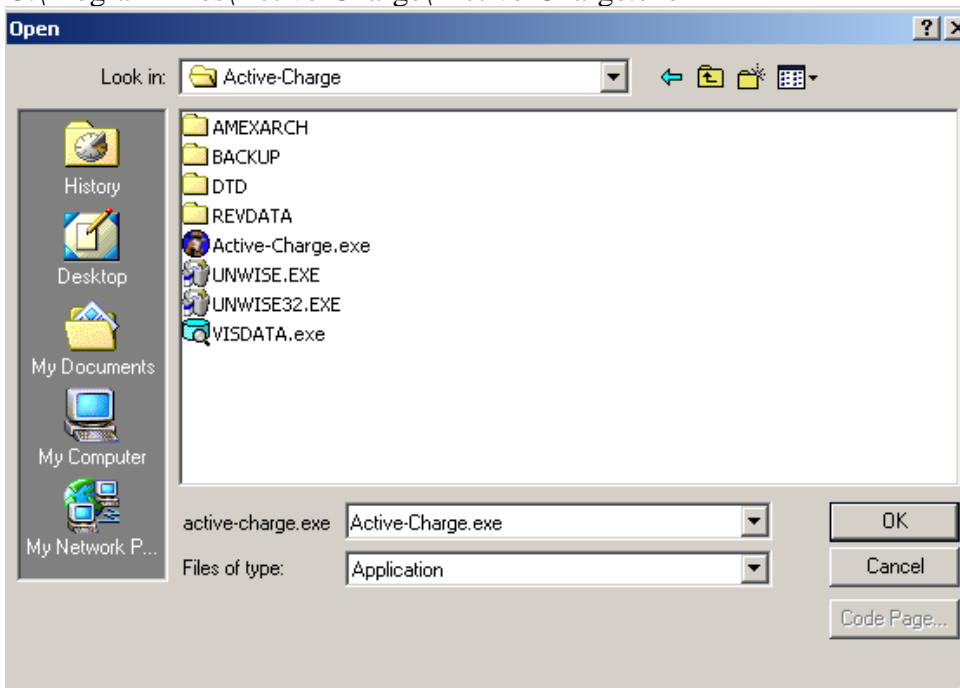 Open
Look in: Active-Charge
AMEXARCH
BACKUP
DTD
REVDATA
Active-Charge.exe
UNWISE.EXE
UNWISE32.EXE
VISDATA.exe
History
Desktop
My Documents
My Computer
My Network P...
active-charge.exe Active-Charge.exe OK
Files of type: Application Cancel
Code Page...